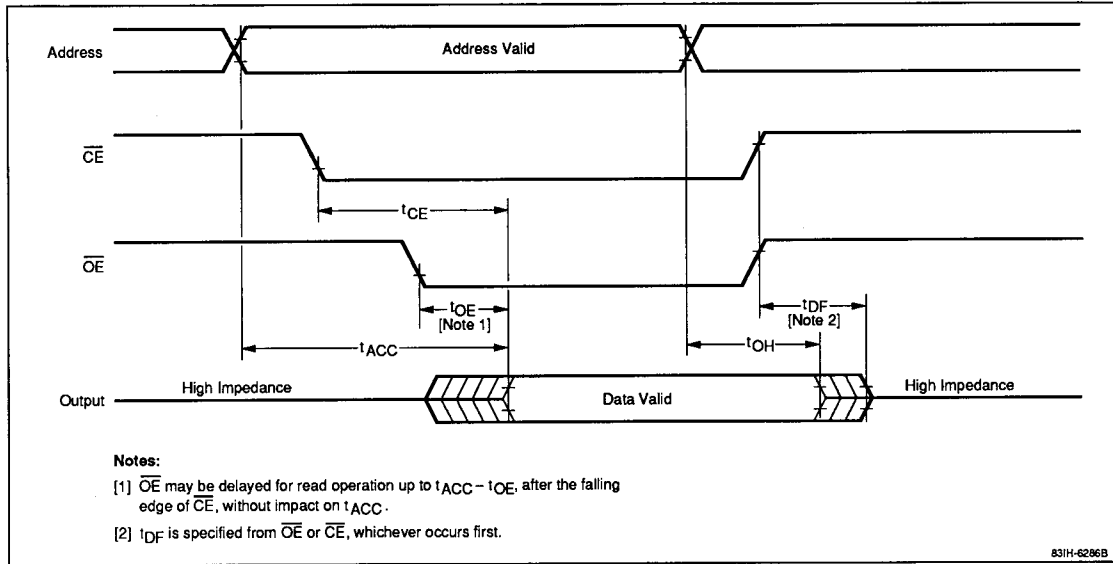 Address
Address Valid
CE
tCE
OE
tOE
[Note 1]
tDF
[Note 2]
tACC
tOH
High Impedance
Output
Data Valid
High Impedance
Notes:
[1] OE may be delayed for read operation up to tACC – tOE, after the falling
edge of CE, without impact on tACC.
[2] tDF is specified from OE or CE, whichever occurs first.
83IH-6286B